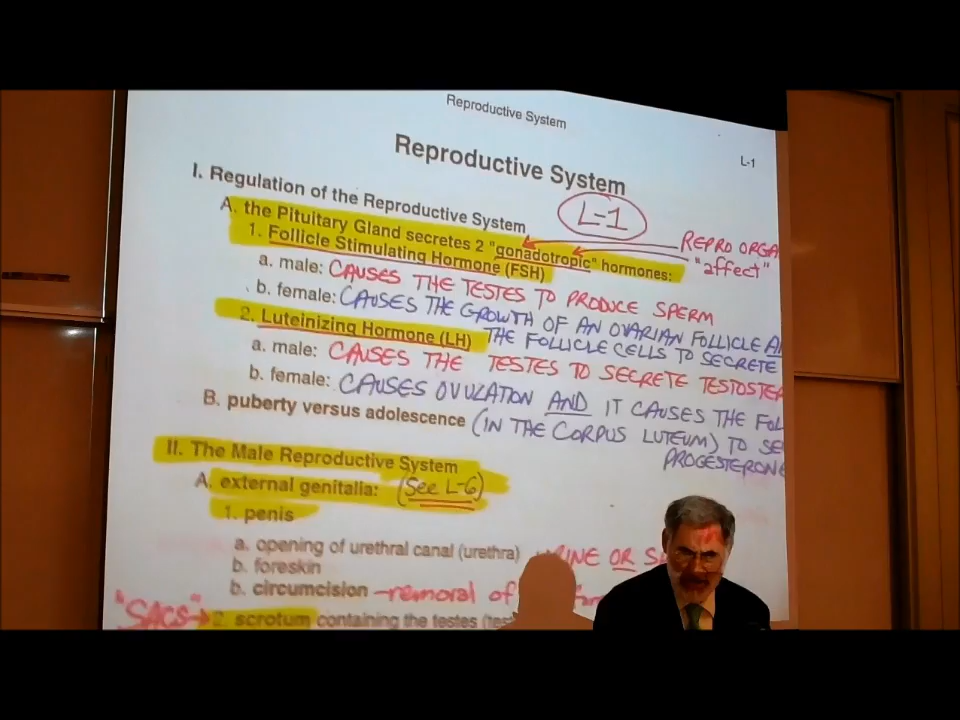 Reproductive System
L-1
Reproductive System
I. Regulation of the Reproductive System
L-1
A. the Pituitary Gland secretes 2 "gonadotropic" hormones:
REPRO ORGA
"affect"
1. Follicle Stimulating Hormone (FSH)
a. male: CAUSES THE TESTES TO PRODUCE SPERM
b. female: CAUSES THE GROWTH OF AN OVARIAN FOLLICLE
THE FOLLICLE CELLS TO SECRETE
2. Luteinizing Hormone (LH)
a. male: CAUSES THE TESTES TO SECRETE TESTOSTER
b. female: CAUSES OVULATION AND IT CAUSES THE FOL
(IN THE CORPUS LUTEUM) TO SE
PROGESTERONE
B. puberty versus adolescence
II. The Male Reproductive System
A. external genitalia: (See L-6)
1. penis
a. opening of urethral canal (urethra) OR
b. foreskin
b. circumcision - removal of
"SACS" → 2. scrotum containing the testes